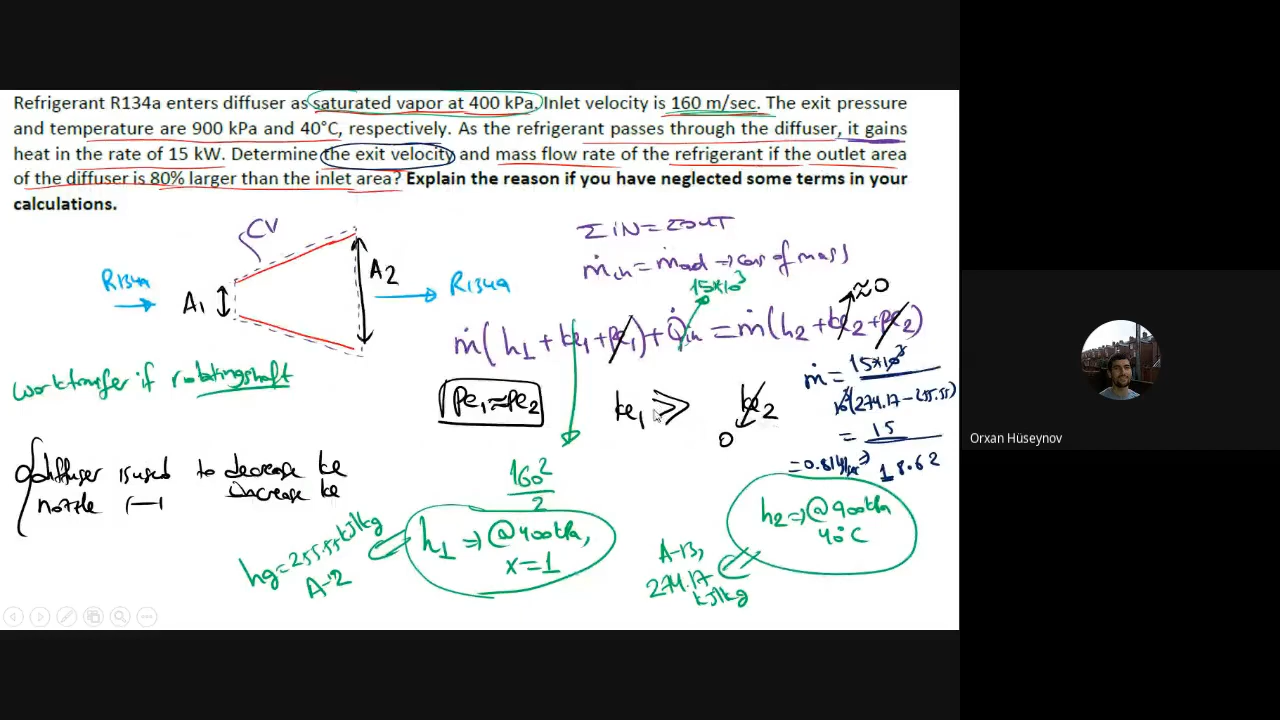 Refrigerant R134a enters diffuser as saturated vapor at 400 kPa. Inlet velocity is 160 m/sec. The exit pressure
and temperature are 900 kPa and 40°C, respectively. As the refrigerant passes through the diffuser, it gains
heat in the rate of 15 kW. Determine the exit velocity and mass flow rate of the refrigerant if the outlet area
of the diffuser is 80% larger than the inlet area? Explain the reason if you have neglected some terms in your
calculations.
CV
Σ IN = ΣOUT
R134a
A1
A2
R134a
ṁin = ṁout → cons of mass
15*10³
≈0
ṁ(h1 + ke1 + pe1) + Q̇in = ṁ(h2 + ke2 + pe2)
work transfer if rotating shaft
pe1 ≈ pe2
ke1 >> ke2
0
ṁ = 15*10³
10³(274.17 - 255.55)
= 15
18.62
diffuser is used to decrease ke
nozzle increase ke
160²
2
hg = 255.55 kJ/kg
A-12
h1 ⇒ @400kPa,
x=1
h2 ⇒ @900kPa
40°C
A-13,
274.17
kJ/kg
Orxan Hüseynov